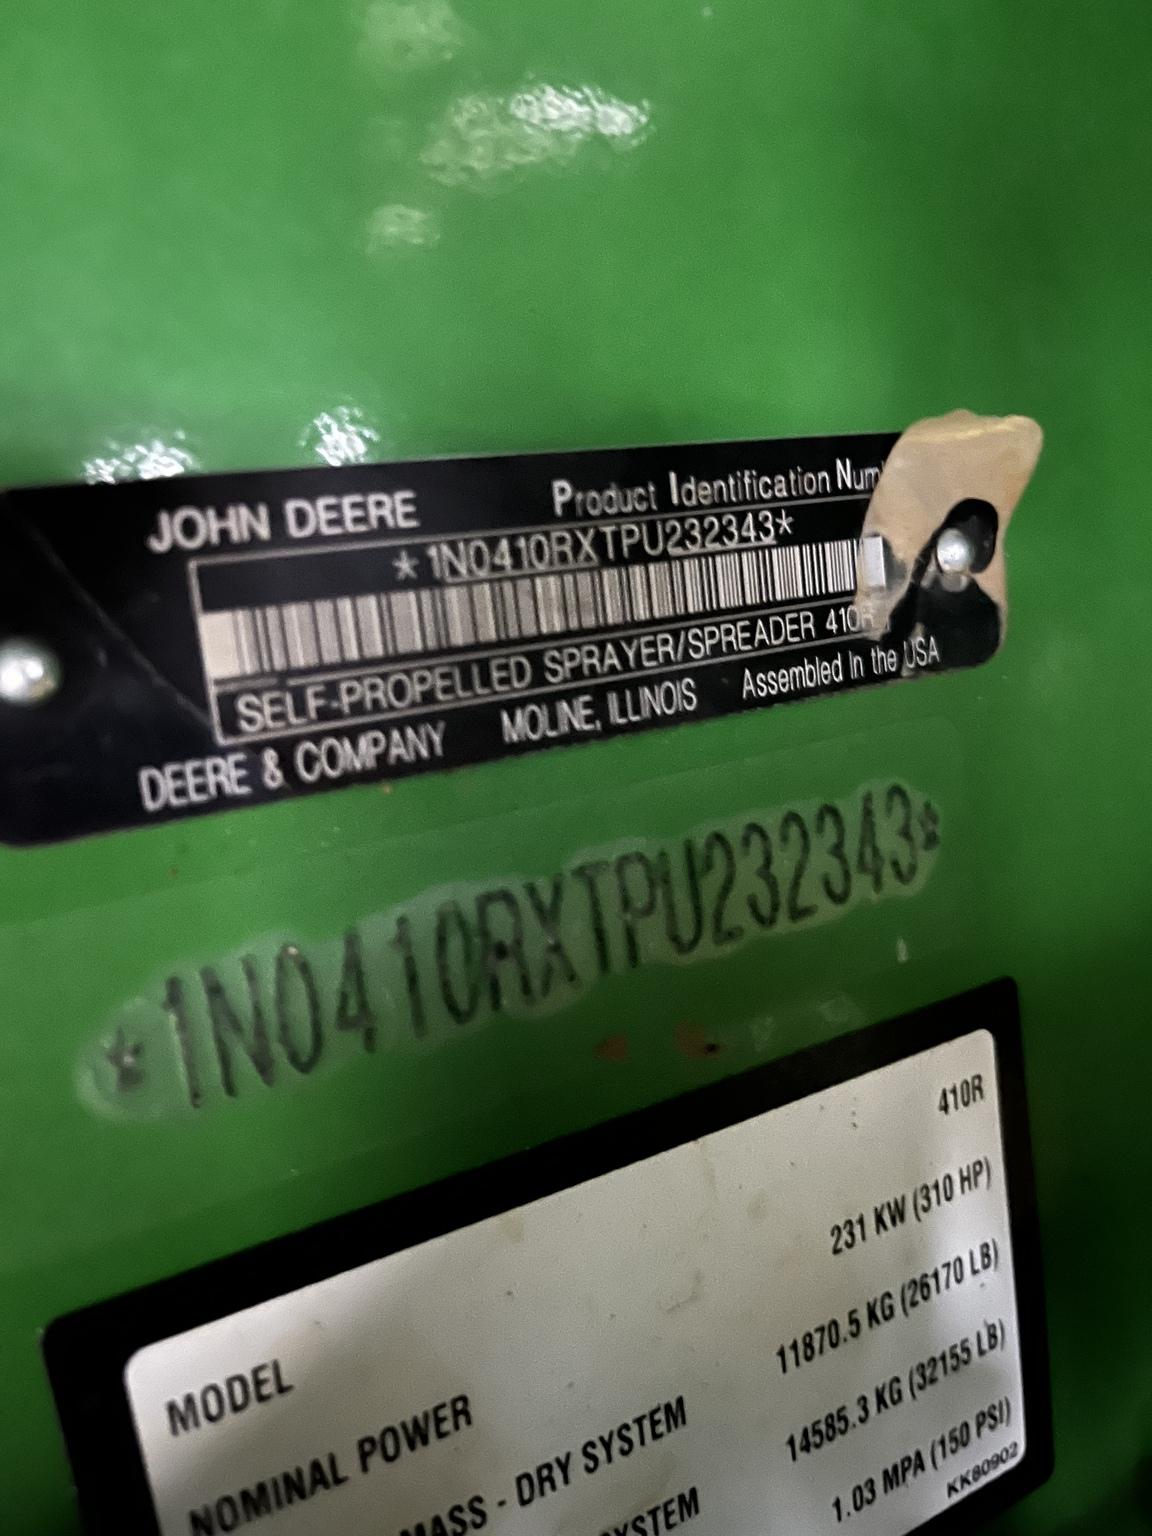 JOHN DEERE Product Identification Num
*1N0410RXTPU232343*
SELF-PROPELLED SPRAYER/SPREADER 410R
DEERE & COMPANY MOLINE, ILLINOIS Assembled in the USA
*1N0410RXTPU232343*
MODEL 410R
NOMINAL POWER 231 KW (310 HP)
MASS - DRY SYSTEM 11870.5 KG (26170 LB)
SYSTEM 14585.3 KG (32155 LB)
1.03 MPA (150 PSI)
KK80902